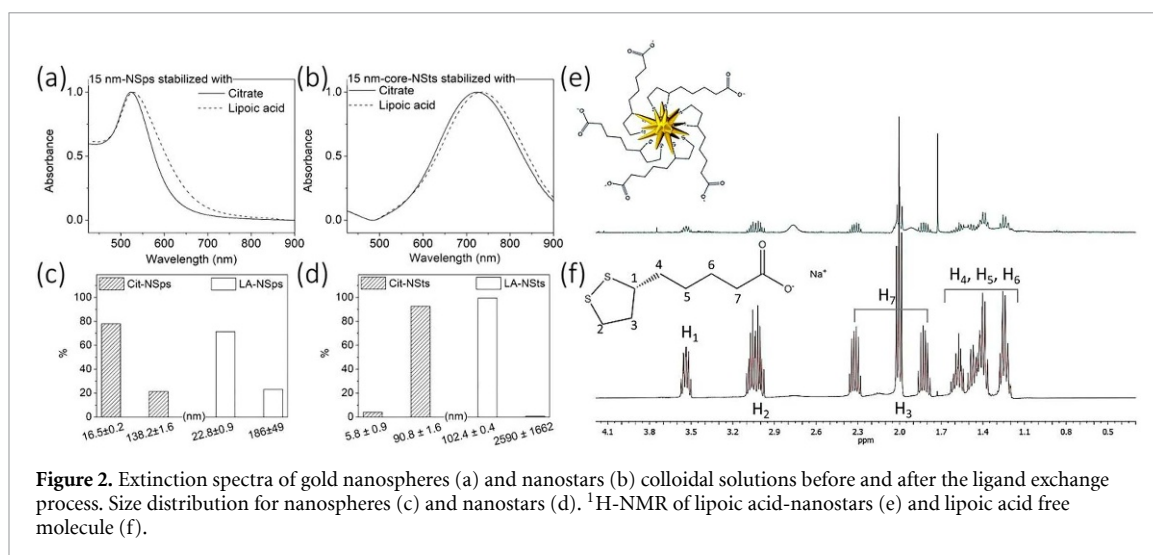 (a)
15 nm-NSps stabilized with
Citrate
Lipoic acid
Absorbance
1.0
0.5
0.0
500 600 700 800 900
Wavelength (nm)
(b)
15 nm-core-NSts stabilized with
Citrate
Lipoic acid
Absorbance
1.0
0.5
0.0
500 600 700 800 900
Wavelength (nm)
(c)
Cit-NSps
LA-NSps
%
100
80
60
40
20
0
(nm)
16.5±0.2 138.2±1.6 22.8±0.9 186±49
(d)
Cit-NSts
LA-NSts
%
100
80
60
40
20
0
(nm)
5.8 ± 0.9 90.8 ± 1.6 102.4 ± 0.4 2590 ± 1662
(e)
(f)
S
S
1
2
3
4
5
6
7
O
O⁻
Na⁺
H₁
H₂
H₇
H₃
H₄, H₅, H₆
4.1 3.8 3.5 3.2 2.9 2.6 2.3 2.0 1.7 1.4 1.1 0.8 0.5
ppm
Figure 2. Extinction spectra of gold nanospheres (a) and nanostars (b) colloidal solutions before and after the ligand exchange
process. Size distribution for nanospheres (c) and nanostars (d). ¹H-NMR of lipoic acid-nanostars (e) and lipoic acid free
molecule (f).